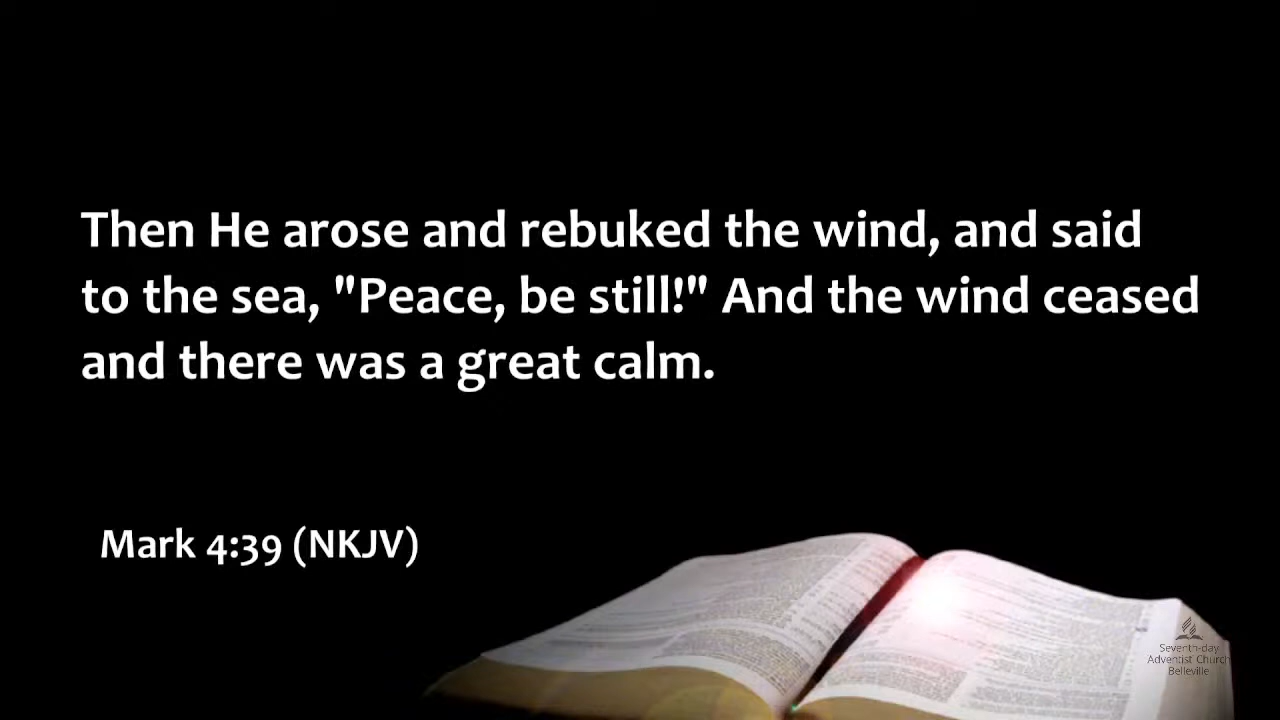 Then He arose and rebuked the wind, and said
to the sea, "Peace, be still!" And the wind ceased
and there was a great calm.
Mark 4:39 (NKJV)
Seventh-day
Adventist Church
Belleville